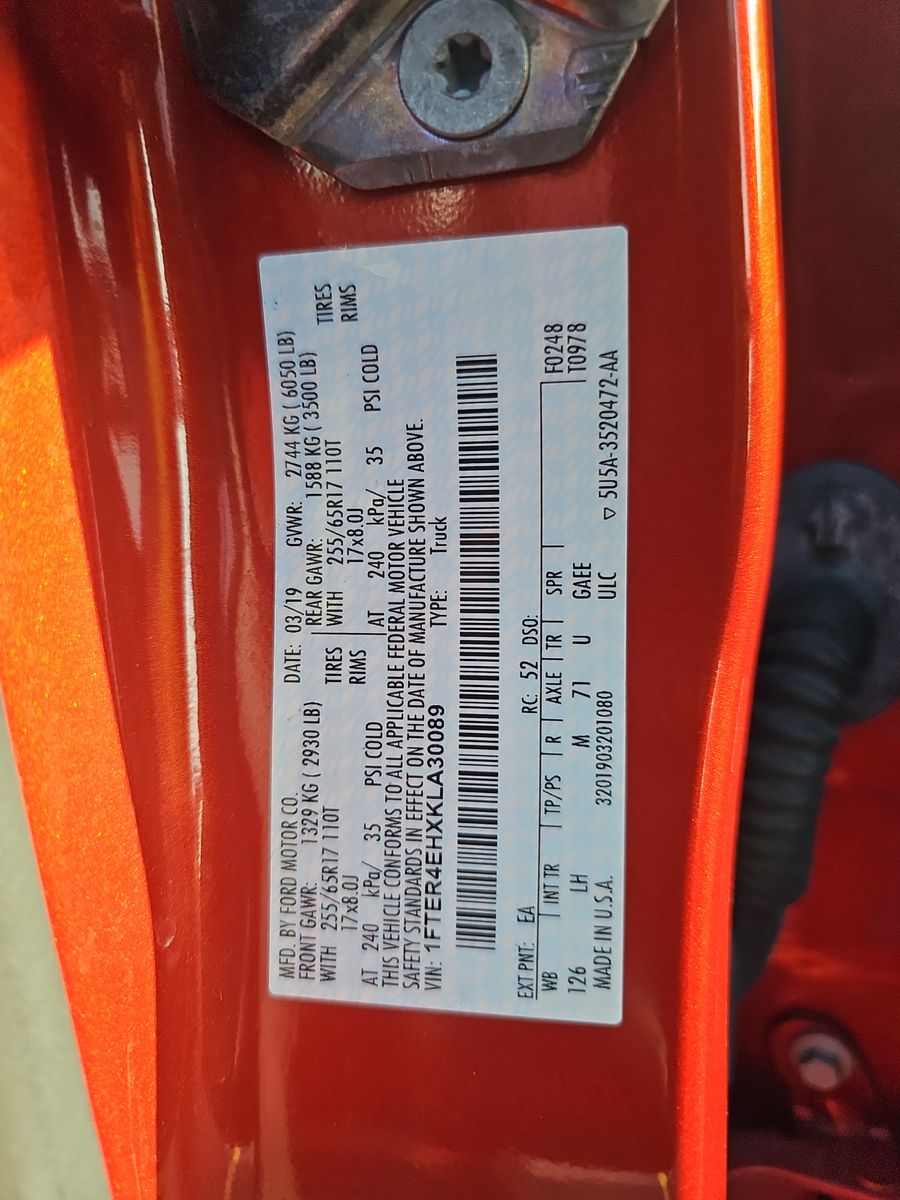 MFD. BY FORD MOTOR CO. DATE: 03/19 GVWR: 2744 KG ( 6050 LB)
FRONT GAWR: 1329 KG ( 2930 LB) REAR GAWR: 1588 KG ( 3500 LB)
WITH 255/65R17 110T TIRES WITH 255/65R17 110T TIRES
17x8.0J RIMS 17x8.0J RIMS
AT 240 kPa/ 35 PSI COLD AT 240 kPa/ 35 PSI COLD
THIS VEHICLE CONFORMS TO ALL APPLICABLE FEDERAL MOTOR VEHICLE
SAFETY STANDARDS IN EFFECT ON THE DATE OF MANUFACTURE SHOWN ABOVE.
VIN: 1FTER4EHXKLA30089 TYPE: Truck
EXT PNT: EA RC: 52 DSO: F0248
WB INT TR TP/PS R AXLE TR SPR T0978
126 LH M 71 U GAEE
MADE IN U.S.A. 3201903201080 ULC ▽ 5U5A-3520472-AA